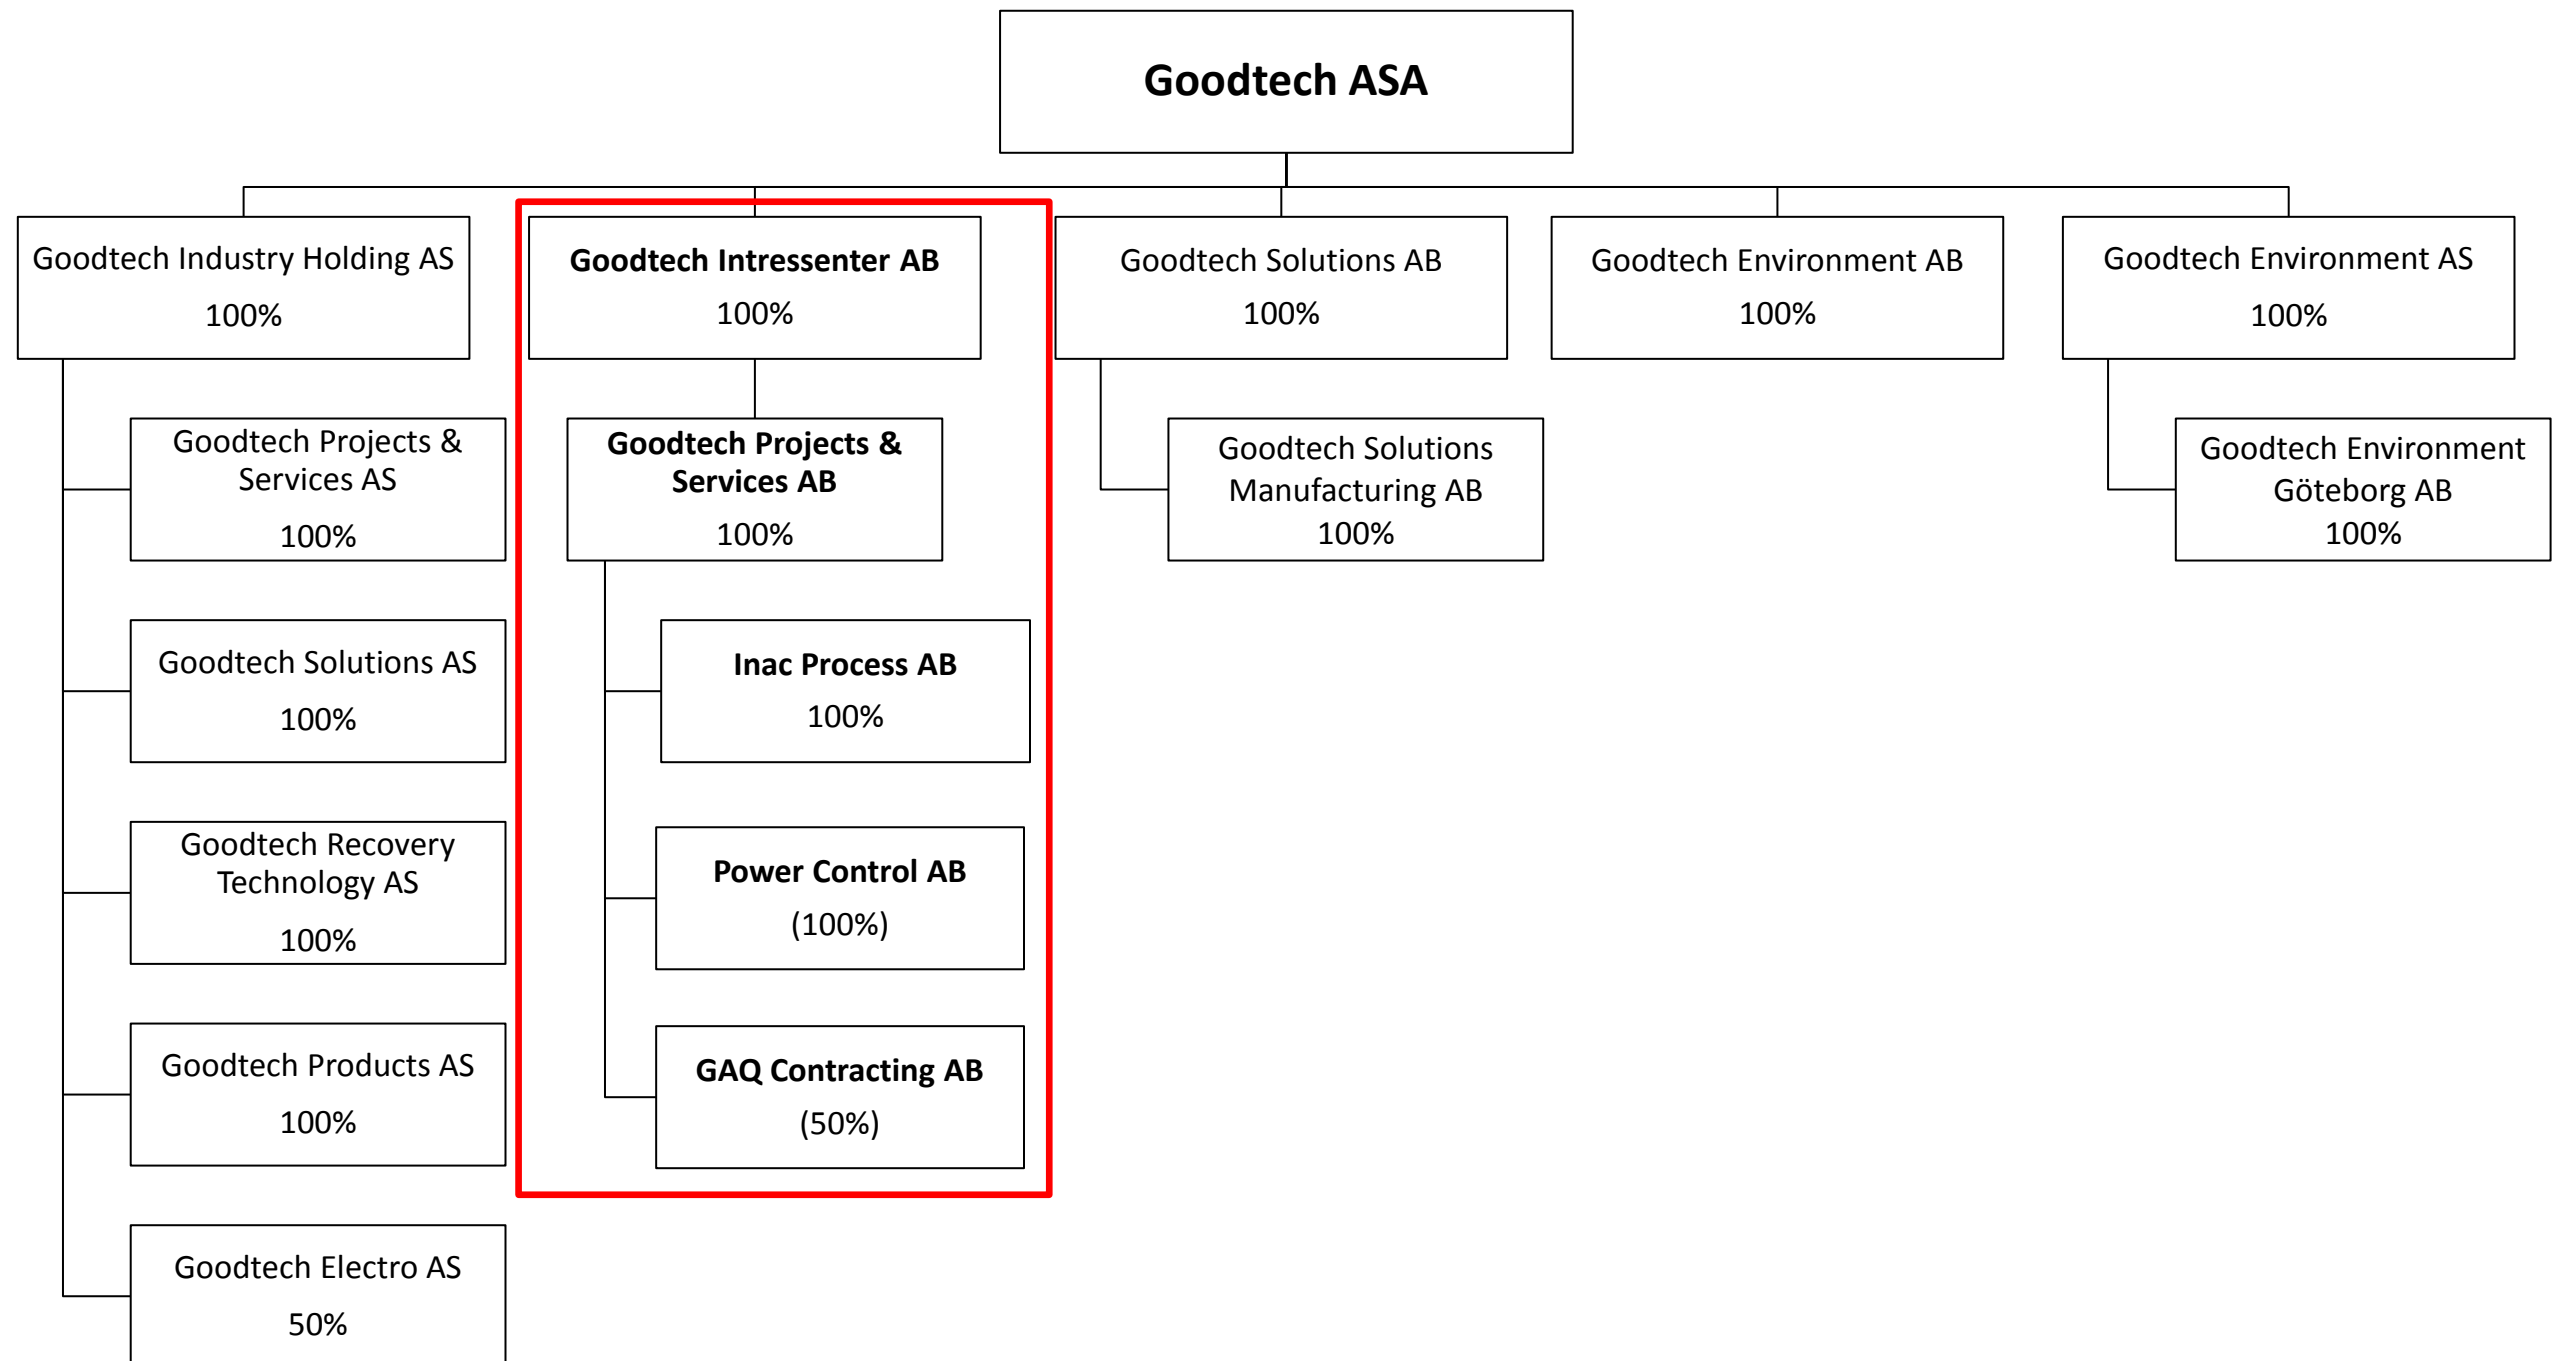 Goodtech ASA
Goodtech Industry Holding AS
100%
Goodtech Projects &
Services AS
100%
Goodtech Solutions AS
100%
Goodtech Recovery
Technology AS
100%
Goodtech Products AS
100%
Goodtech Electro AS
50%
Goodtech Intressenter AB
100%
Goodtech Projects &
Services AB
100%
Inac Process AB
100%
Power Control AB
(100%)
GAQ Contracting AB
(50%)
Goodtech Solutions AB
100%
Goodtech Solutions
Manufacturing AB
100%
Goodtech Environment AB
100%
Goodtech Environment AS
100%
Goodtech Environment
Göteborg AB
100%